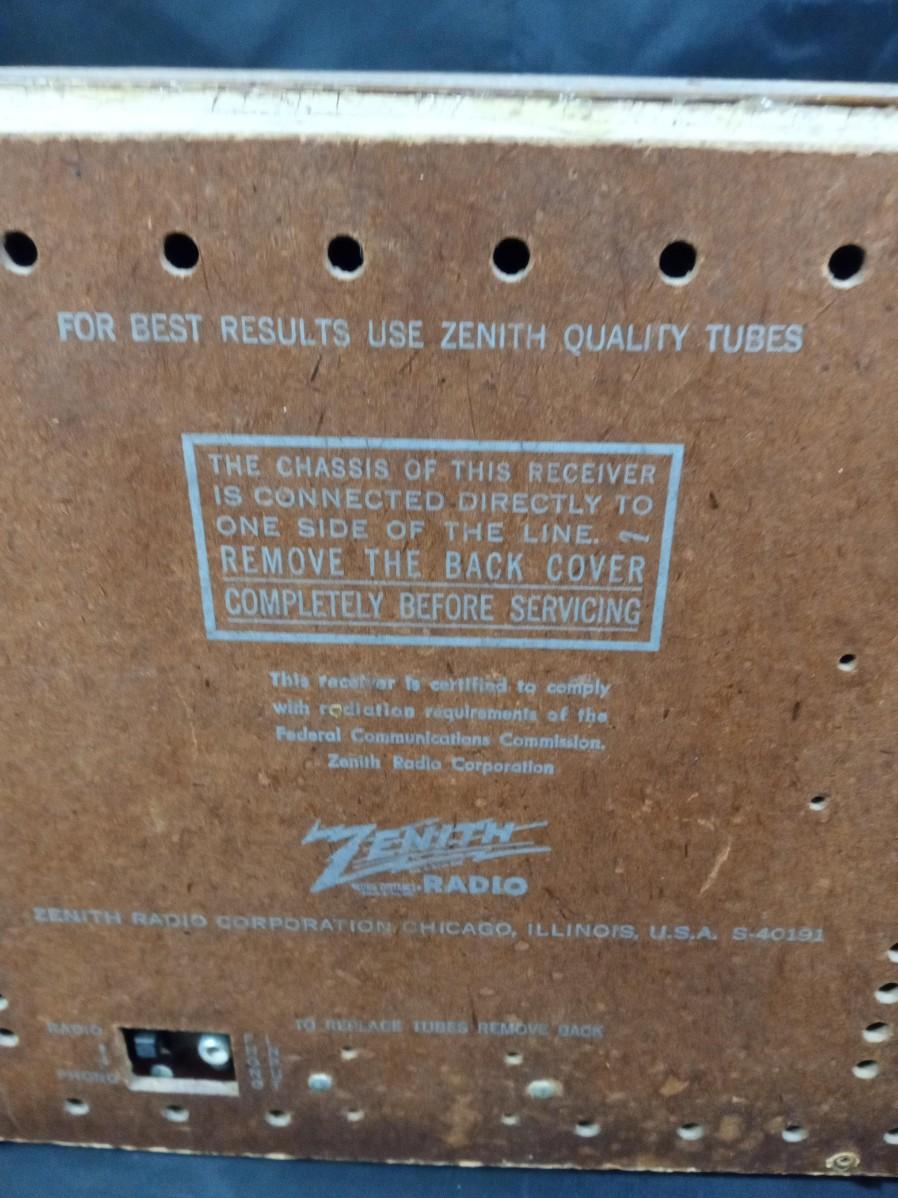 FOR BEST RESULTS USE ZENITH QUALITY TUBES
THE CHASSIS OF THIS RECEIVER
IS CONNECTED DIRECTLY TO
ONE SIDE OF THE LINE.
REMOVE THE BACK COVER
COMPLETELY BEFORE SERVICING
This receiver is certified to comply
with radiation requirements of the
Federal Communications Commission.
Zenith Radio Corporation
ZENITH
RADIO
ZENITH RADIO CORPORATION, CHICAGO, ILLINOIS, U.S.A. S-40191
TO REPLACE TUBES REMOVE BACK
RADIO
PHONO
PHONO
INPUT